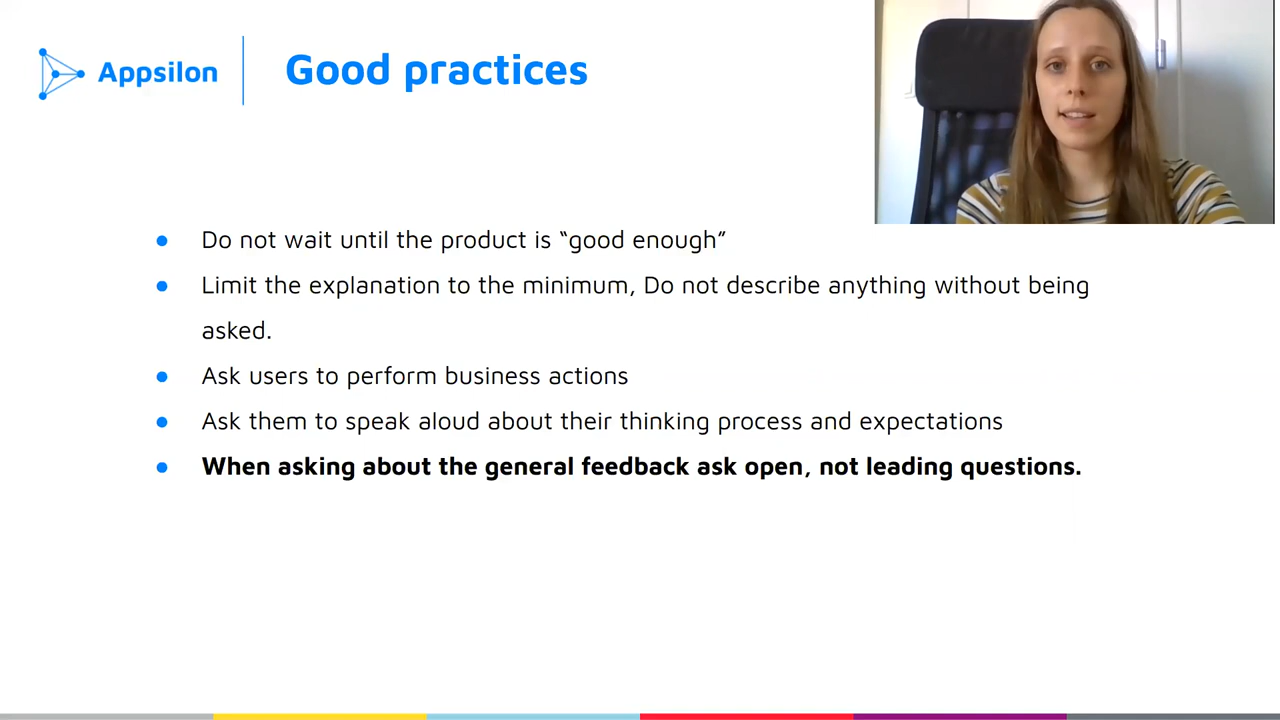 Appsilon
Good practices
Do not wait until the product is “good enough”
Limit the explanation to the minimum, Do not describe anything without being
asked.
Ask users to perform business actions
Ask them to speak aloud about their thinking process and expectations
When asking about the general feedback ask open, not leading questions.